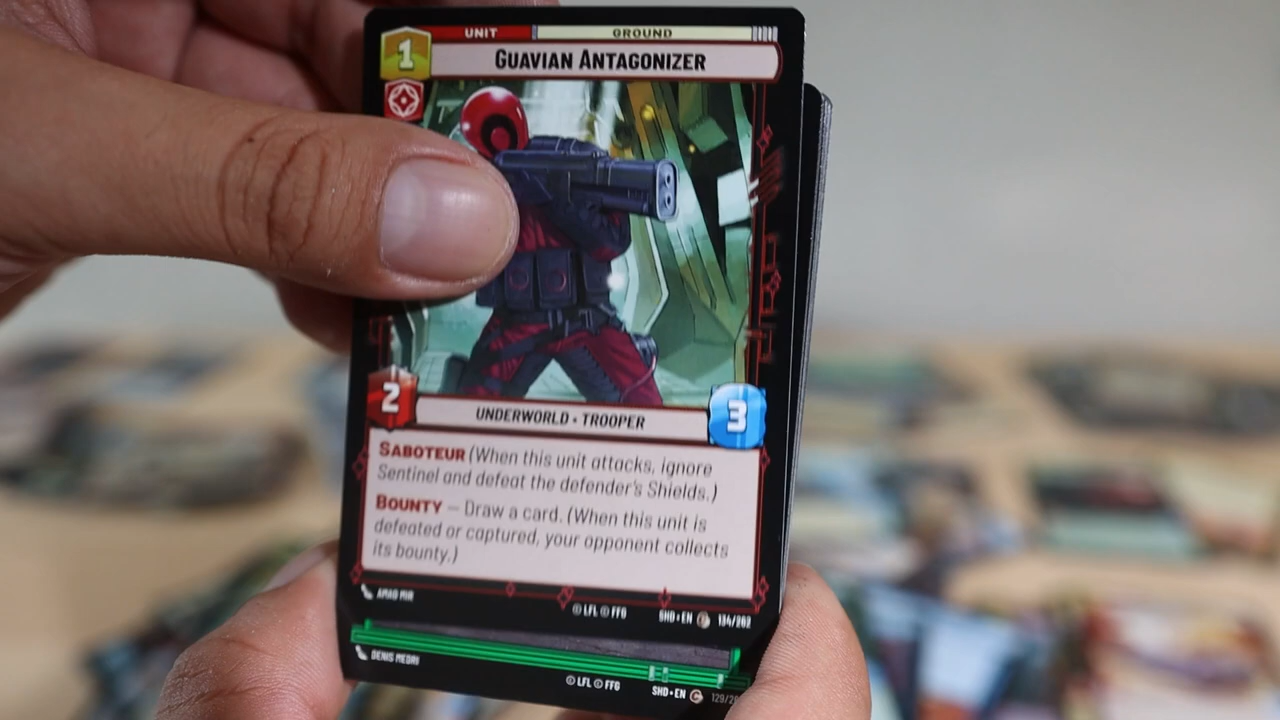 UNIT GROUND
1
GUAVIAN ANTAGONIZER
2
UNDERWORLD • TROOPER
3
SABOTEUR (When this unit attacks, ignore
Sentinel and defeat the defender's Shields.)
BOUNTY – Draw a card. (When this unit is
defeated or captured, your opponent collects
its bounty.)
AMAD MIR
© LFL © FFG SHD • EN C 134/262
DENIS MEDRI
© LFL © FFG SHD • EN C